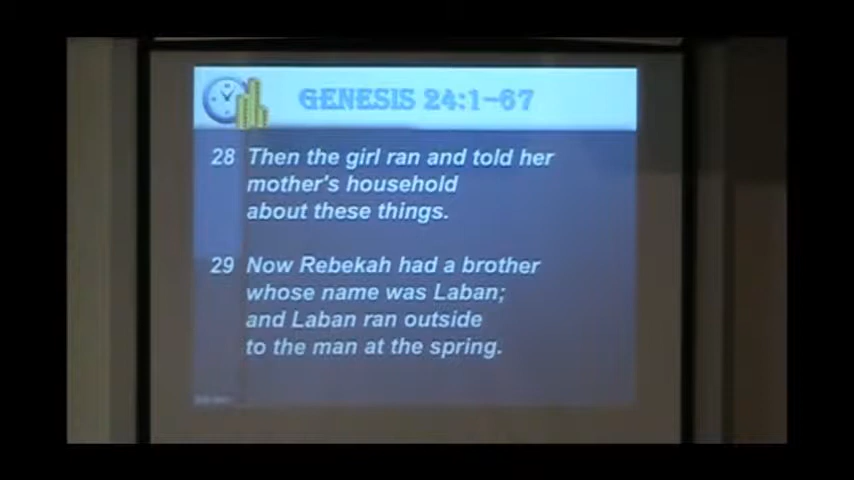 GENESIS 24:1-67
28 Then the girl ran and told her
mother's household
about these things.
29 Now Rebekah had a brother
whose name was Laban;
and Laban ran outside
to the man at the spring.